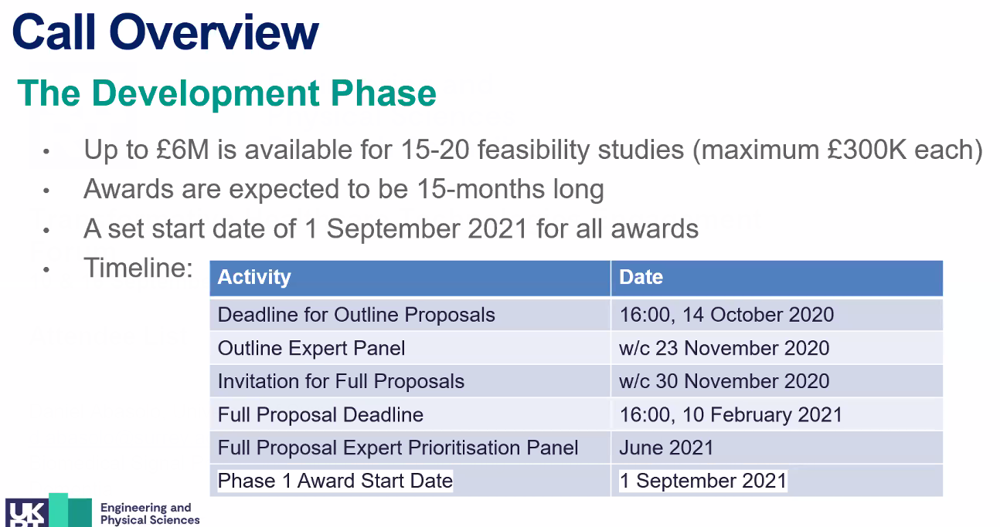 Call Overview
The Development Phase
• Up to £6M is available for 15-20 feasibility studies (maximum £300K each)
• Awards are expected to be 15-months long
• A set start date of 1 September 2021 for all awards
• Timeline:
Activity Date
Deadline for Outline Proposals 16:00, 14 October 2020
Outline Expert Panel w/c 23 November 2020
Invitation for Full Proposals w/c 30 November 2020
Full Proposal Deadline 16:00, 10 February 2021
Full Proposal Expert Prioritisation Panel June 2021
Phase 1 Award Start Date 1 September 2021
UK
Engineering and
Physical Sciences